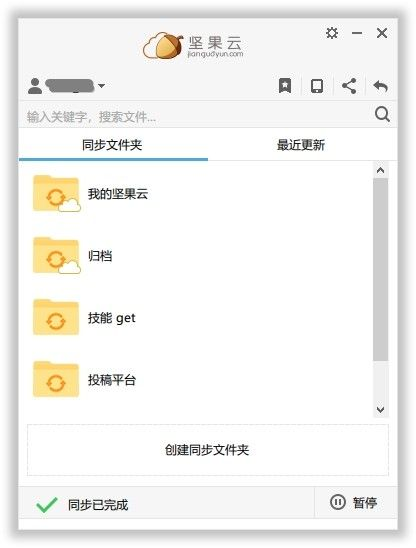 坚果云
jianguoyun.com
输入关键字，搜索文件...
同步文件夹
最近更新
我的坚果云
归档
技能 get
投稿平台
创建同步文件夹
同步已完成
暂停